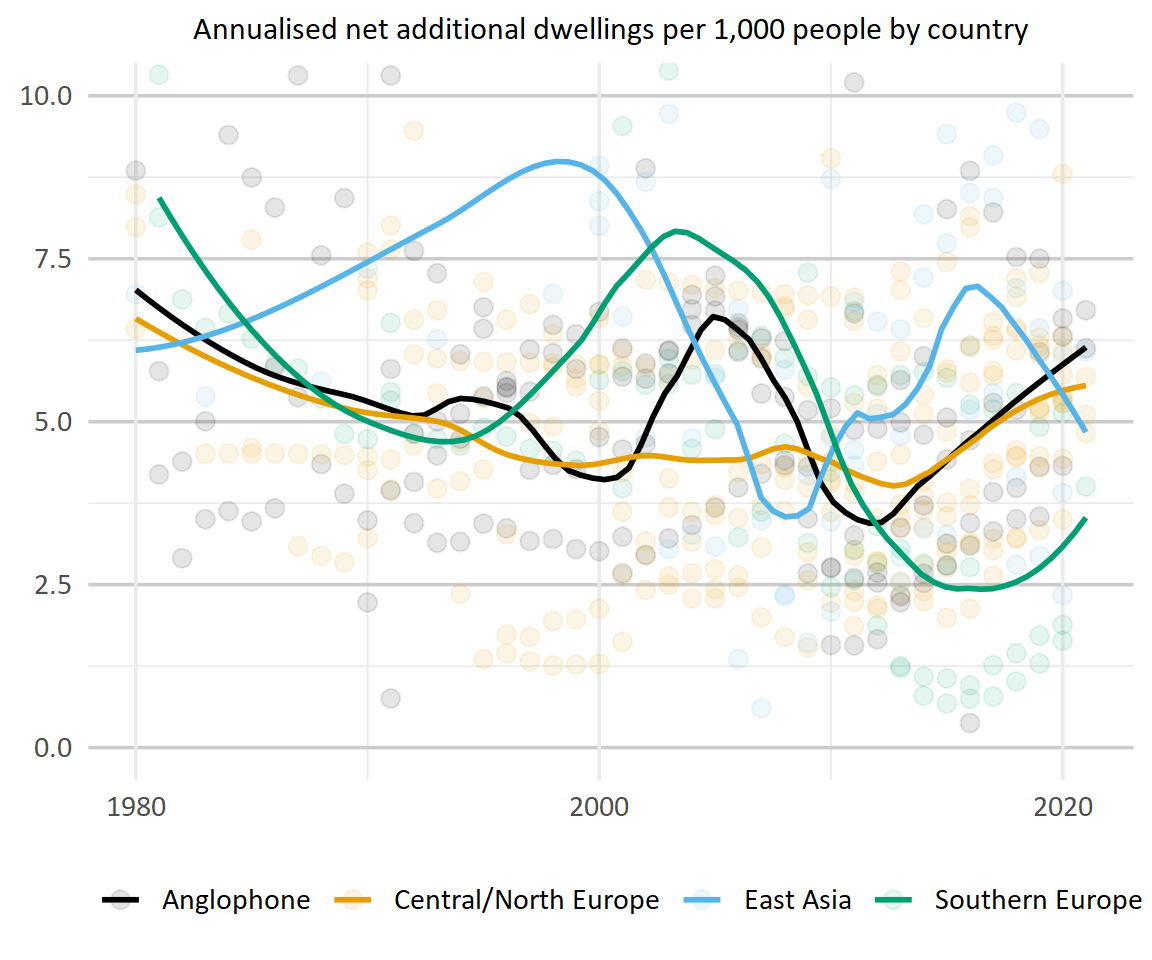 Annualised net additional dwellings per 1,000 people by country
10.0
7.5
5.0
2.5
0.0
1980 2000 2020
Anglophone Central/North Europe East Asia Southern Europe